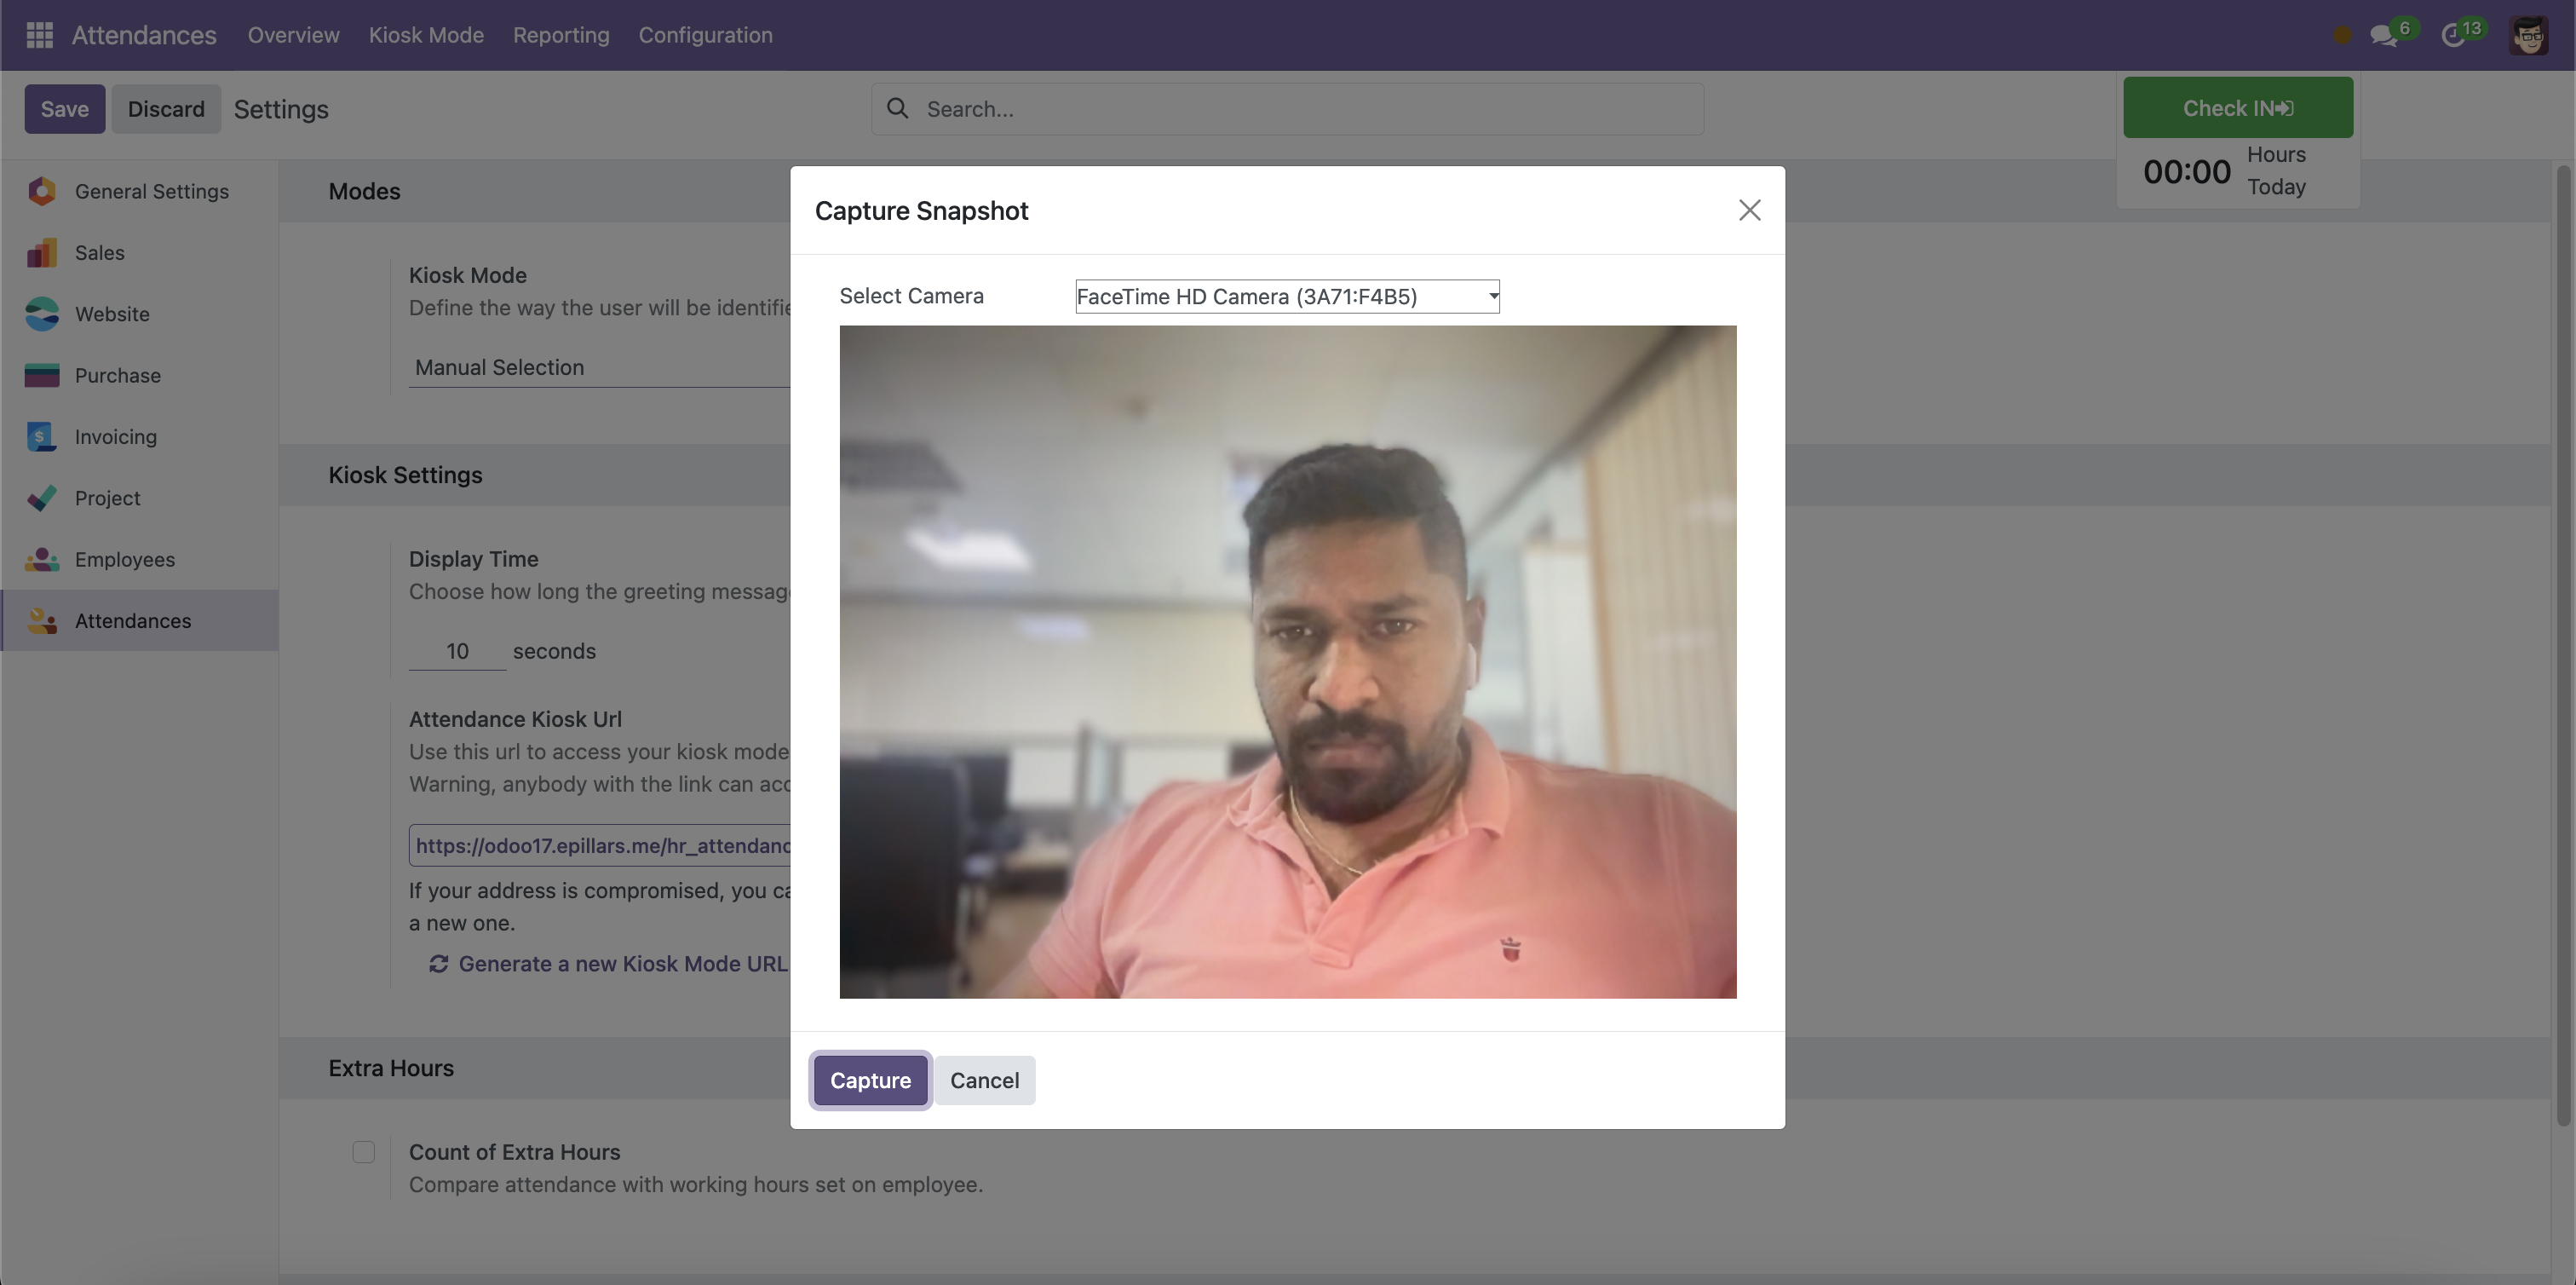 Attendances Overview Kiosk Mode Reporting Configuration 6 13
Save Discard Settings Search... Check IN
00:00 Hours Today
General Settings
Sales
Website
Purchase
Invoicing
Project
Employees
Attendances
Modes
Kiosk Mode
Define the way the user will be identifie
Manual Selection
Kiosk Settings
Display Time
Choose how long the greeting messag
10 seconds
Attendance Kiosk Url
Use this url to access your kiosk mode
Warning, anybody with the link can acc
https://odoo17.epillars.me/hr_attendanc
If your address is compromised, you ca
a new one.
Generate a new Kiosk Mode URL
Extra Hours
Count of Extra Hours
Compare attendance with working hours set on employee.
Capture Snapshot
Select Camera FaceTime HD Camera (3A71:F4B5)
Capture Cancel